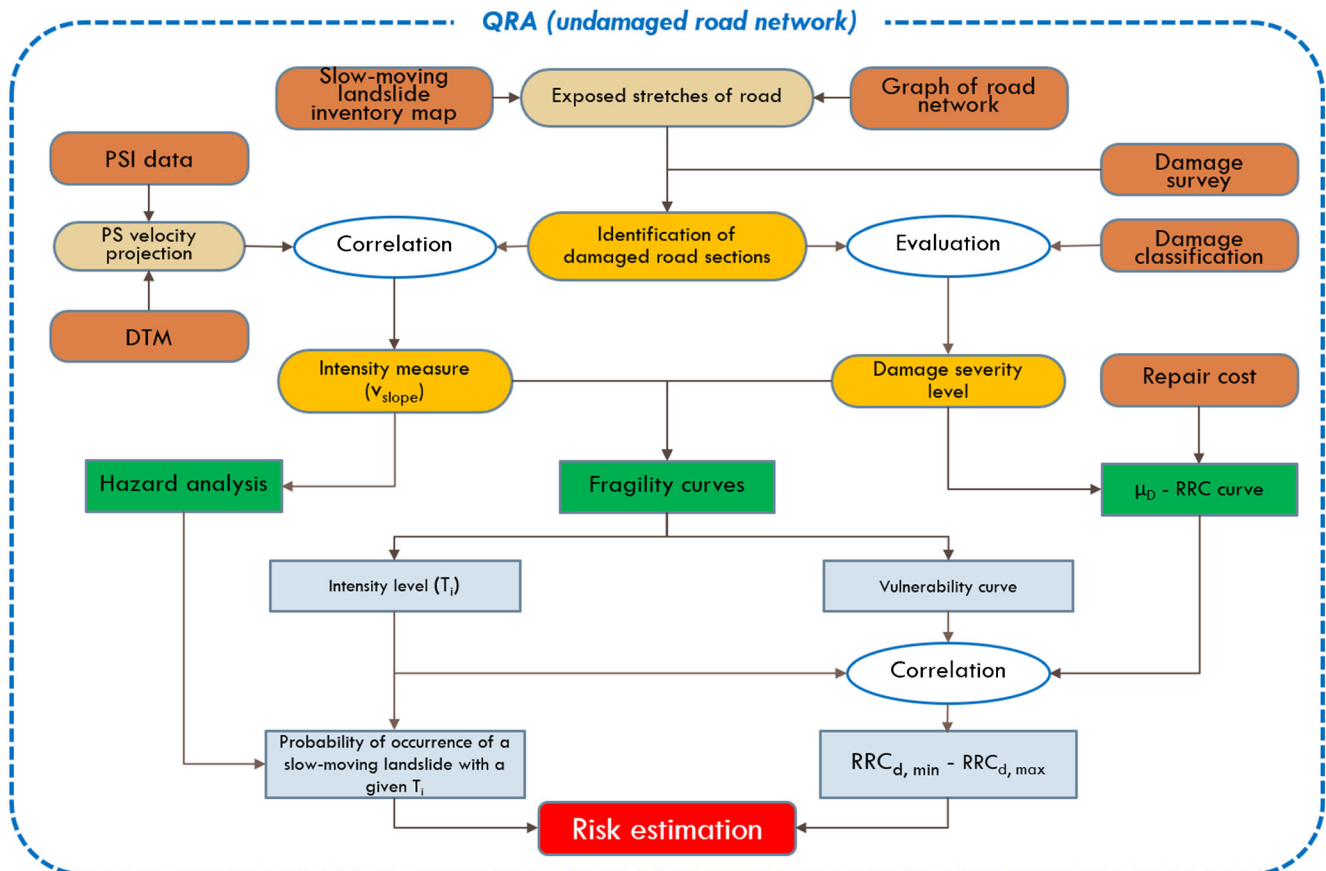 QRA (undamaged road network)
Slow-moving
landslide
inventory map
Exposed stretches of road
Graph of road
network
PSI data
Damage
survey
PS velocity
projection
Correlation
Identification of
damaged road sections
Evaluation
Damage
classification
DTM
Intensity measure
(vslope)
Damage severity
level
Repair cost
Hazard analysis
Fragility curves
μD - RRC curve
Intensity level (Ti)
Vulnerability curve
Correlation
Probability of occurrence of a
slow-moving landslide with a
given Ti
RRCd, min - RRCd, max
Risk estimation